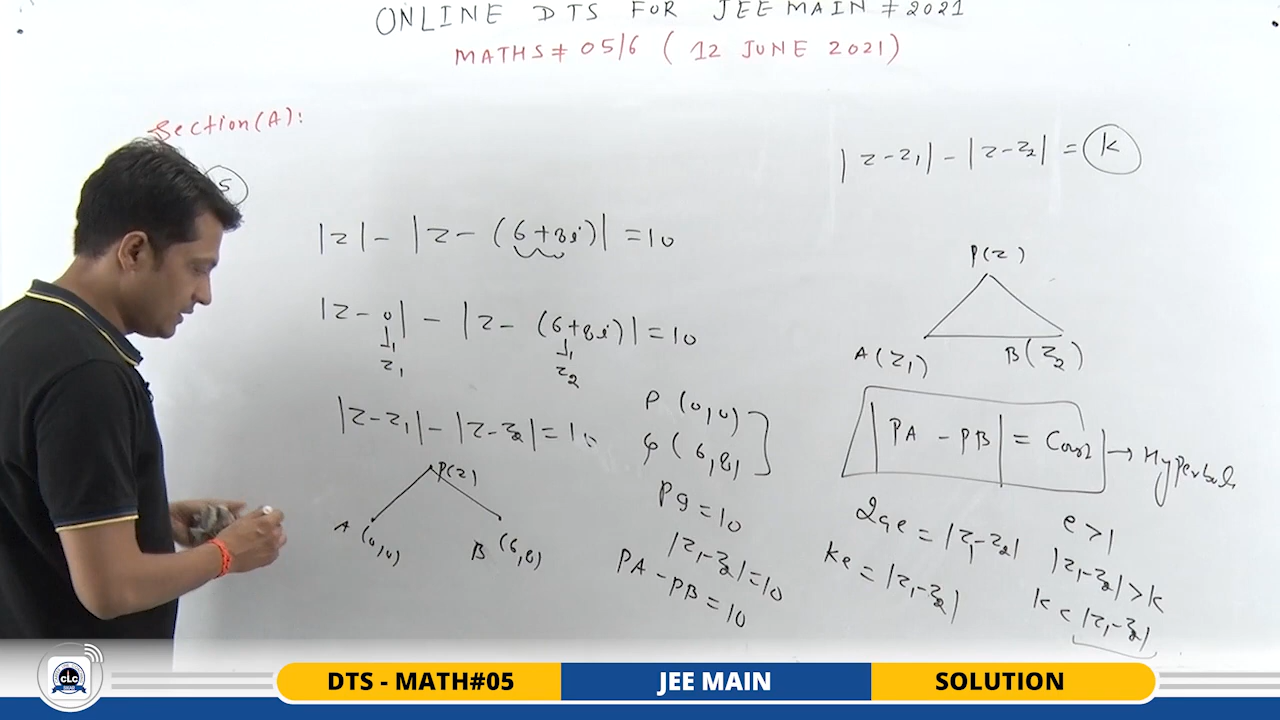 ONLINE DTS FOR JEE MAIN # 2021
MATHS # 05/6 ( 12 JUNE 2021 )
Section (A):
5
|z| - |z - (6+8i)| = 10
|z - 0| - |z - (6+8i)| = 10
z₁ z₂
|z-z₁| - |z-z₂| = 10
P(z)
A (0,0) B (6,8)
P (0,0)
Q (6,8)
PQ = 10
|z₁-z₂| = 10
PA - PB = 10
|z-z₁| - |z-z₂| = k
P(z)
A(z₁) B(z₂)
|PA - PB| = Const → Hyperbola
2ae = |z₁-z₂|
ke = |z₁-z₂|
e > 1
|z₁-z₂| > k
k < |z₁-z₂|
CLC
SIKAR
DTS - MATH#05 JEE MAIN SOLUTION